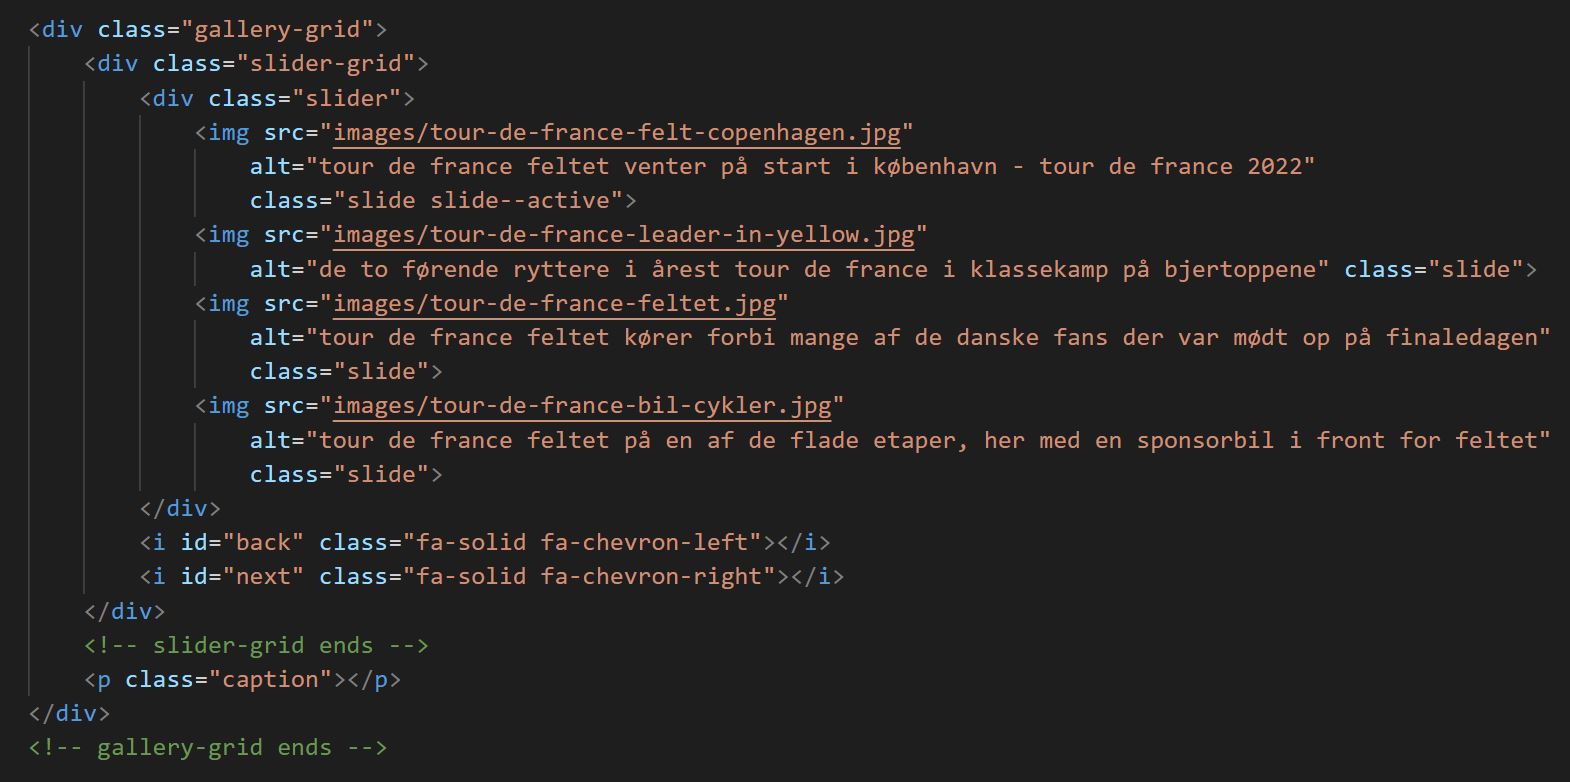 <div class="gallery-grid">
    <div class="slider-grid">
        <div class="slider">
            <img src="images/tour-de-france-felt-copenhagen.jpg"
                alt="tour de france feltet venter på start i københavn - tour de france 2022"
                class="slide slide--active">
            <img src="images/tour-de-france-leader-in-yellow.jpg"
                alt="de to førende ryttere i årest tour de france i klassekamp på bjertoppene" class="slide">
            <img src="images/tour-de-france-feltet.jpg"
                alt="tour de france feltet kører forbi mange af de danske fans der var mødt op på finaledagen"
                class="slide">
            <img src="images/tour-de-france-bil-cykler.jpg"
                alt="tour de france feltet på en af de flade etaper, her med en sponsorbil i front for feltet"
                class="slide">
        </div>
        <i id="back" class="fa-solid fa-chevron-left"></i>
        <i id="next" class="fa-solid fa-chevron-right"></i>
    </div>
    <!-- slider-grid ends -->
    <p class="caption"></p>
</div>
<!-- gallery-grid ends -->